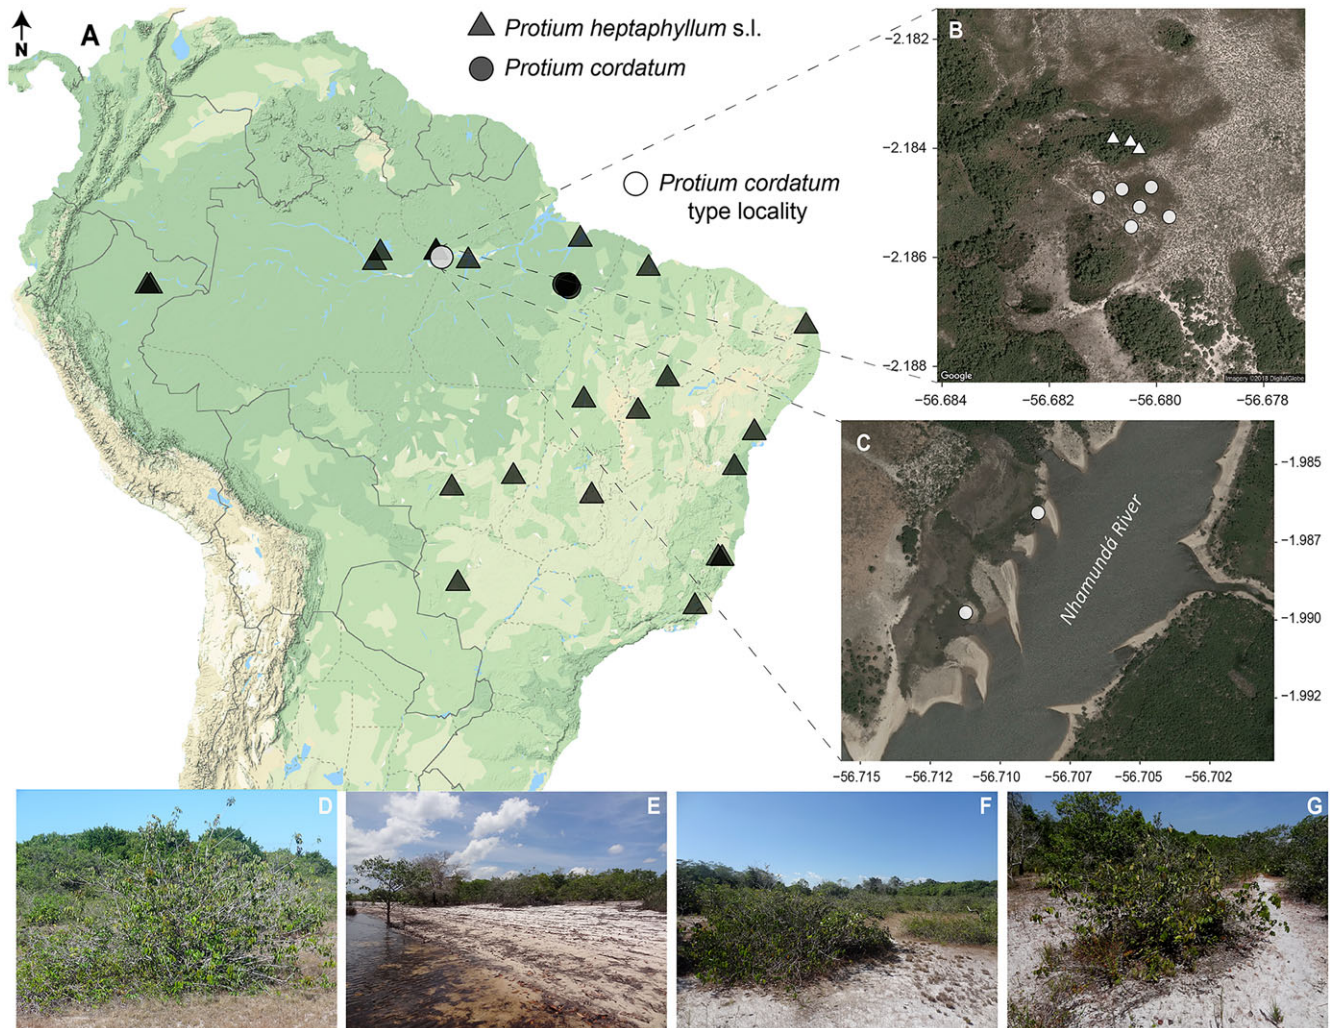 N
A
Protium heptaphyllum s.l.
Protium cordatum
Protium cordatum
type locality
B
−2.182
−2.184
−2.186
−2.188
Google
Imagery ©2018 DigitalGlobe
−56.684
−56.682
−56.680
−56.678
C
Nhamundá River
−1.985
−1.987
−1.990
−1.992
−56.715
−56.712
−56.710
−56.707
−56.705
−56.702
D
E
F
G